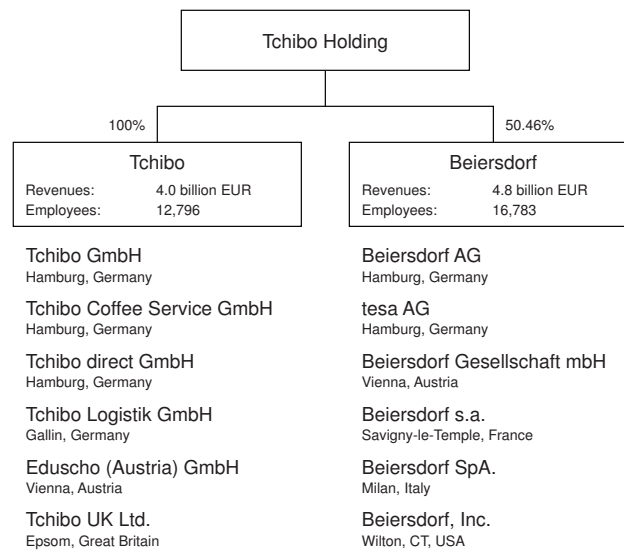 Tchibo Holding
100%
50.46%
Tchibo
Revenues: 4.0 billion EUR
Employees: 12,796
Beiersdorf
Revenues: 4.8 billion EUR
Employees: 16,783
Tchibo GmbH
Hamburg, Germany
Tchibo Coffee Service GmbH
Hamburg, Germany
Tchibo direct GmbH
Hamburg, Germany
Tchibo Logistik GmbH
Gallin, Germany
Eduscho (Austria) GmbH
Vienna, Austria
Tchibo UK Ltd.
Epsom, Great Britain
Beiersdorf AG
Hamburg, Germany
tesa AG
Hamburg, Germany
Beiersdorf Gesellschaft mbH
Vienna, Austria
Beiersdorf s.a.
Savigny-le-Temple, France
Beiersdorf SpA.
Milan, Italy
Beiersdorf, Inc.
Wilton, CT, USA